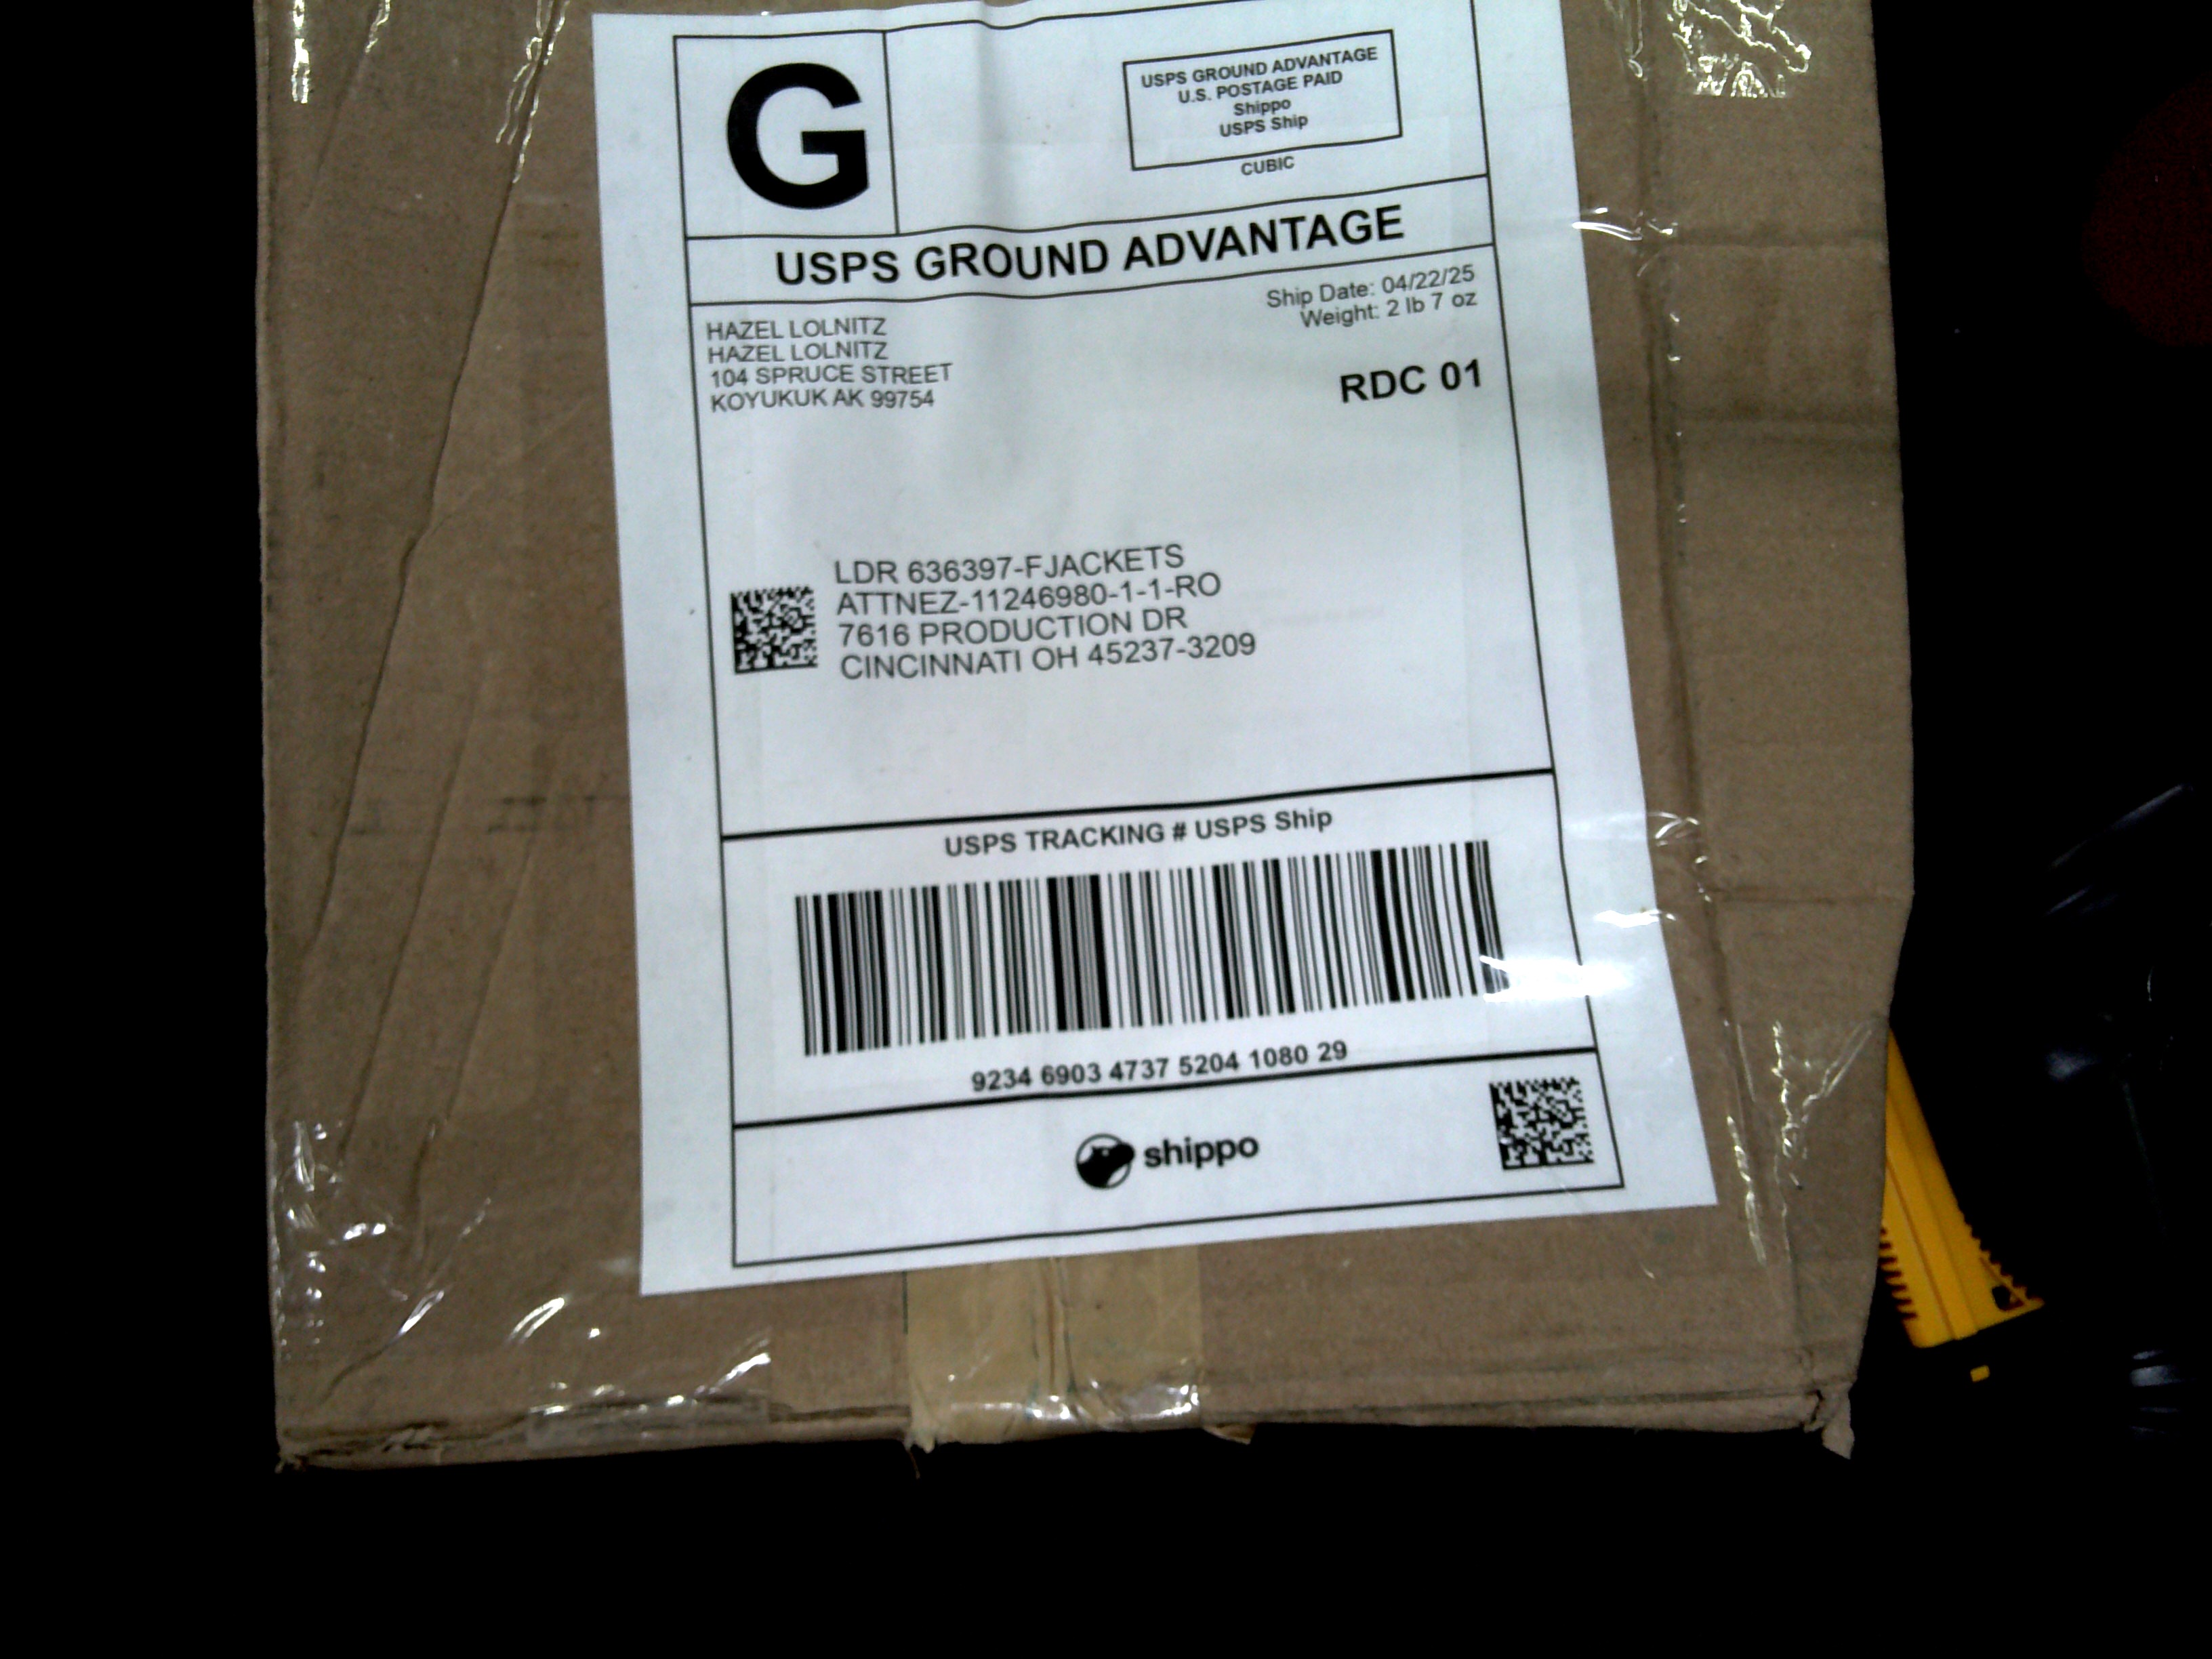 G
USPS GROUND ADVANTAGE
U.S. POSTAGE PAID
Shippo
USPS Ship
CUBIC
USPS GROUND ADVANTAGE
Ship Date: 04/22/25
Weight: 2 lb 7 oz
HAZEL LOLNITZ
HAZEL LOLNITZ
104 SPRUCE STREET
KOYUKUK AK 99754
RDC 01
LDR 636397-FJACKETS
ATTNEZ-11246980-1-1-RO
7616 PRODUCTION DR
CINCINNATI OH 45237-3209
USPS TRACKING # USPS Ship
9234 6903 4737 5204 1080 29
shippo